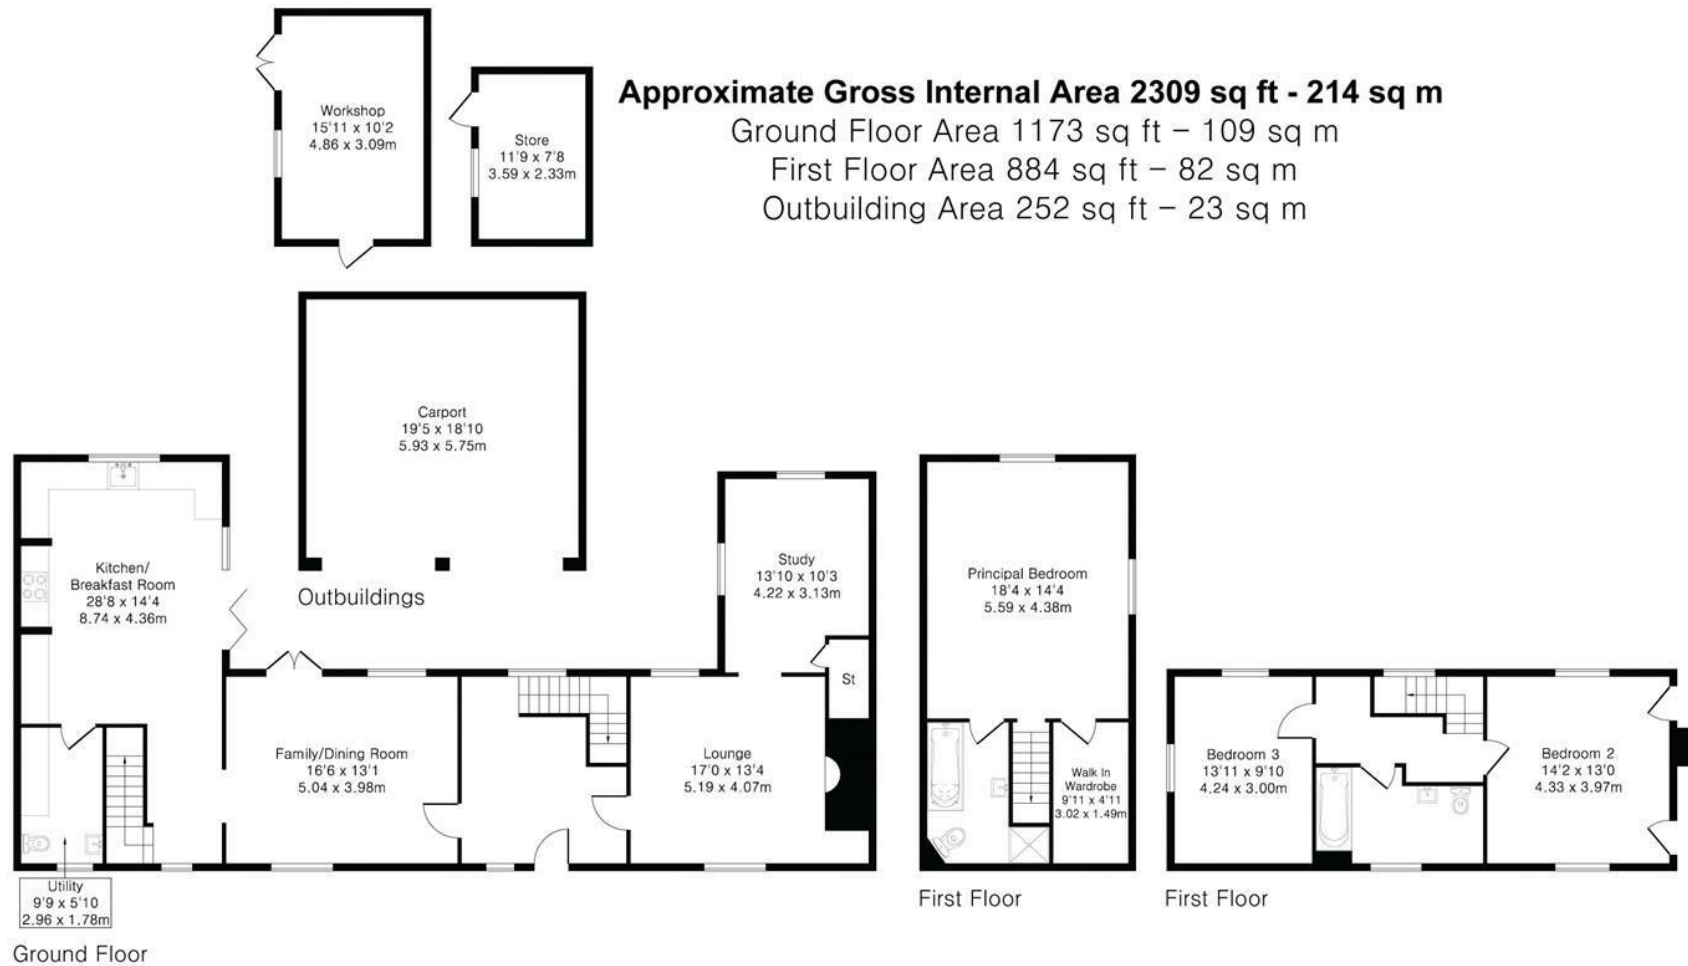 Approximate Gross Internal Area 2309 sq ft - 214 sq m
Ground Floor Area 1173 sq ft – 109 sq m
First Floor Area 884 sq ft – 82 sq m
Outbuilding Area 252 sq ft – 23 sq m
Workshop
15'11 x 10'2
4.86 x 3.09m
Store
11'9 x 7'8
3.59 x 2.33m
Carport
19'5 x 18'10
5.93 x 5.75m
Outbuildings
Kitchen/
Breakfast Room
28'8 x 14'4
8.74 x 4.36m
Study
13'10 x 10'3
4.22 x 3.13m
St
Family/Dining Room
16'6 x 13'1
5.04 x 3.98m
Lounge
17'0 x 13'4
5.19 x 4.07m
Utility
9'9 x 5'10
2.96 x 1.78m
Ground Floor
Principal Bedroom
18'4 x 14'4
5.59 x 4.38m
Walk In
Wardrobe
9'11 x 4'11
3.02 x 1.49m
First Floor
Bedroom 3
13'11 x 9'10
4.24 x 3.00m
Bedroom 2
14'2 x 13'0
4.33 x 3.97m
First Floor